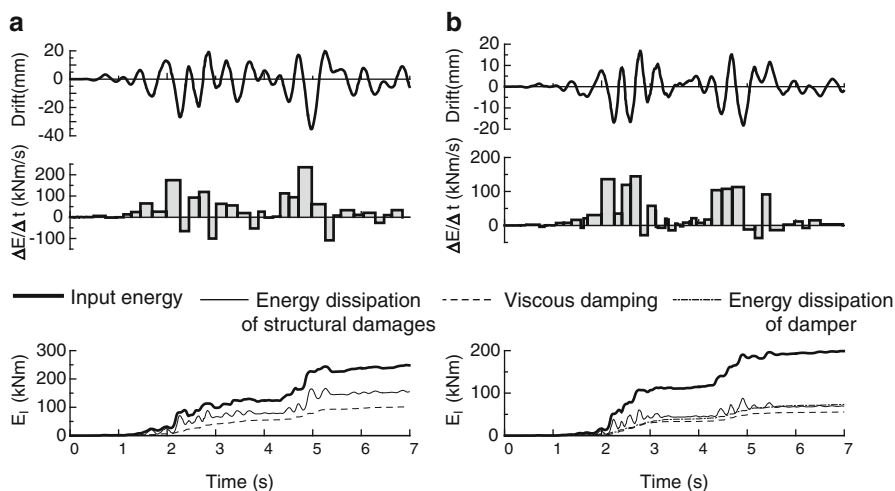 a
b
20
0
-20
-40
Drift(mm)
20
10
0
-10
-20
Drift(mm)
200
100
0
-100
ΔE/Δt (kNm/s)
200
100
0
ΔE/Δt (kNm/s)
Input energy
Energy dissipation
of structural damages
Viscous damping
Energy dissipation
of damper
300
200
100
0
E_I (kNm)
0 1 2 3 4 5 6 7
Time (s)
200
100
0
E_I (kNm)
0 1 2 3 4 5 6 7
Time (s)